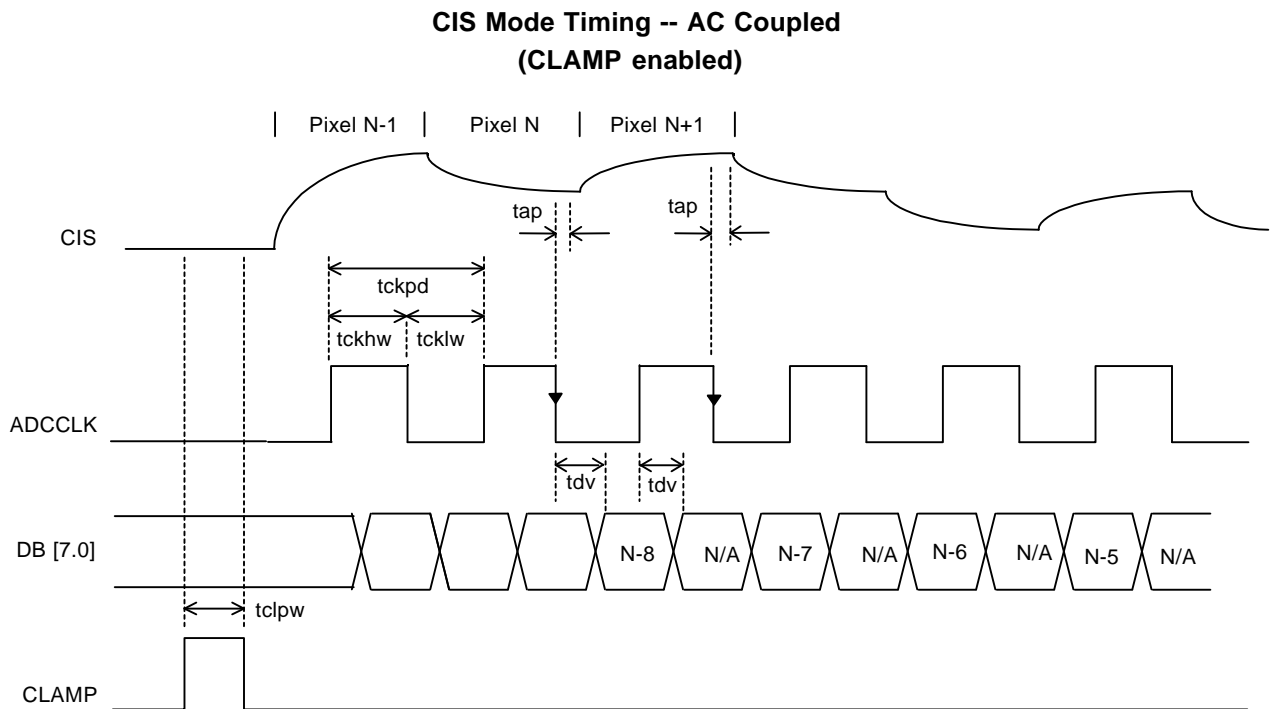 CIS Mode Timing -- AC Coupled
(CLAMP enabled)
| Pixel N-1 | Pixel N | Pixel N+1 |
tap tap
CIS
tckpd
tckhw tcklw
ADCCLK
tdv tdv
DB [7.0] N-8 N/A N-7 N/A N-6 N/A N-5 N/A
tclpw
CLAMP